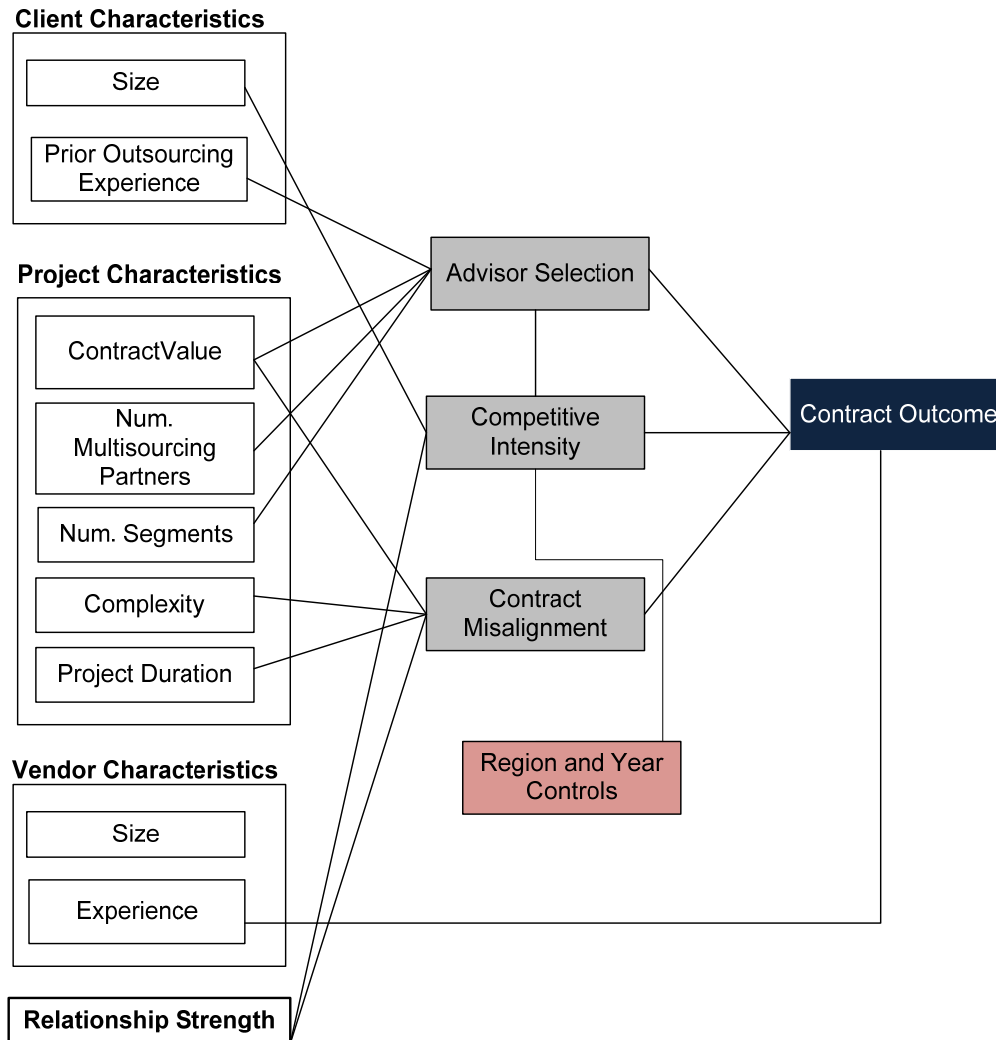 Client Characteristics
Size
Prior Outsourcing
Experience
Project Characteristics
ContractValue
Num.
Multisourcing
Partners
Num. Segments
Complexity
Project Duration
Vendor Characteristics
Size
Experience
Relationship Strength
Advisor Selection
Competitive
Intensity
Contract
Misalignment
Region and Year
Controls
Contract Outcome